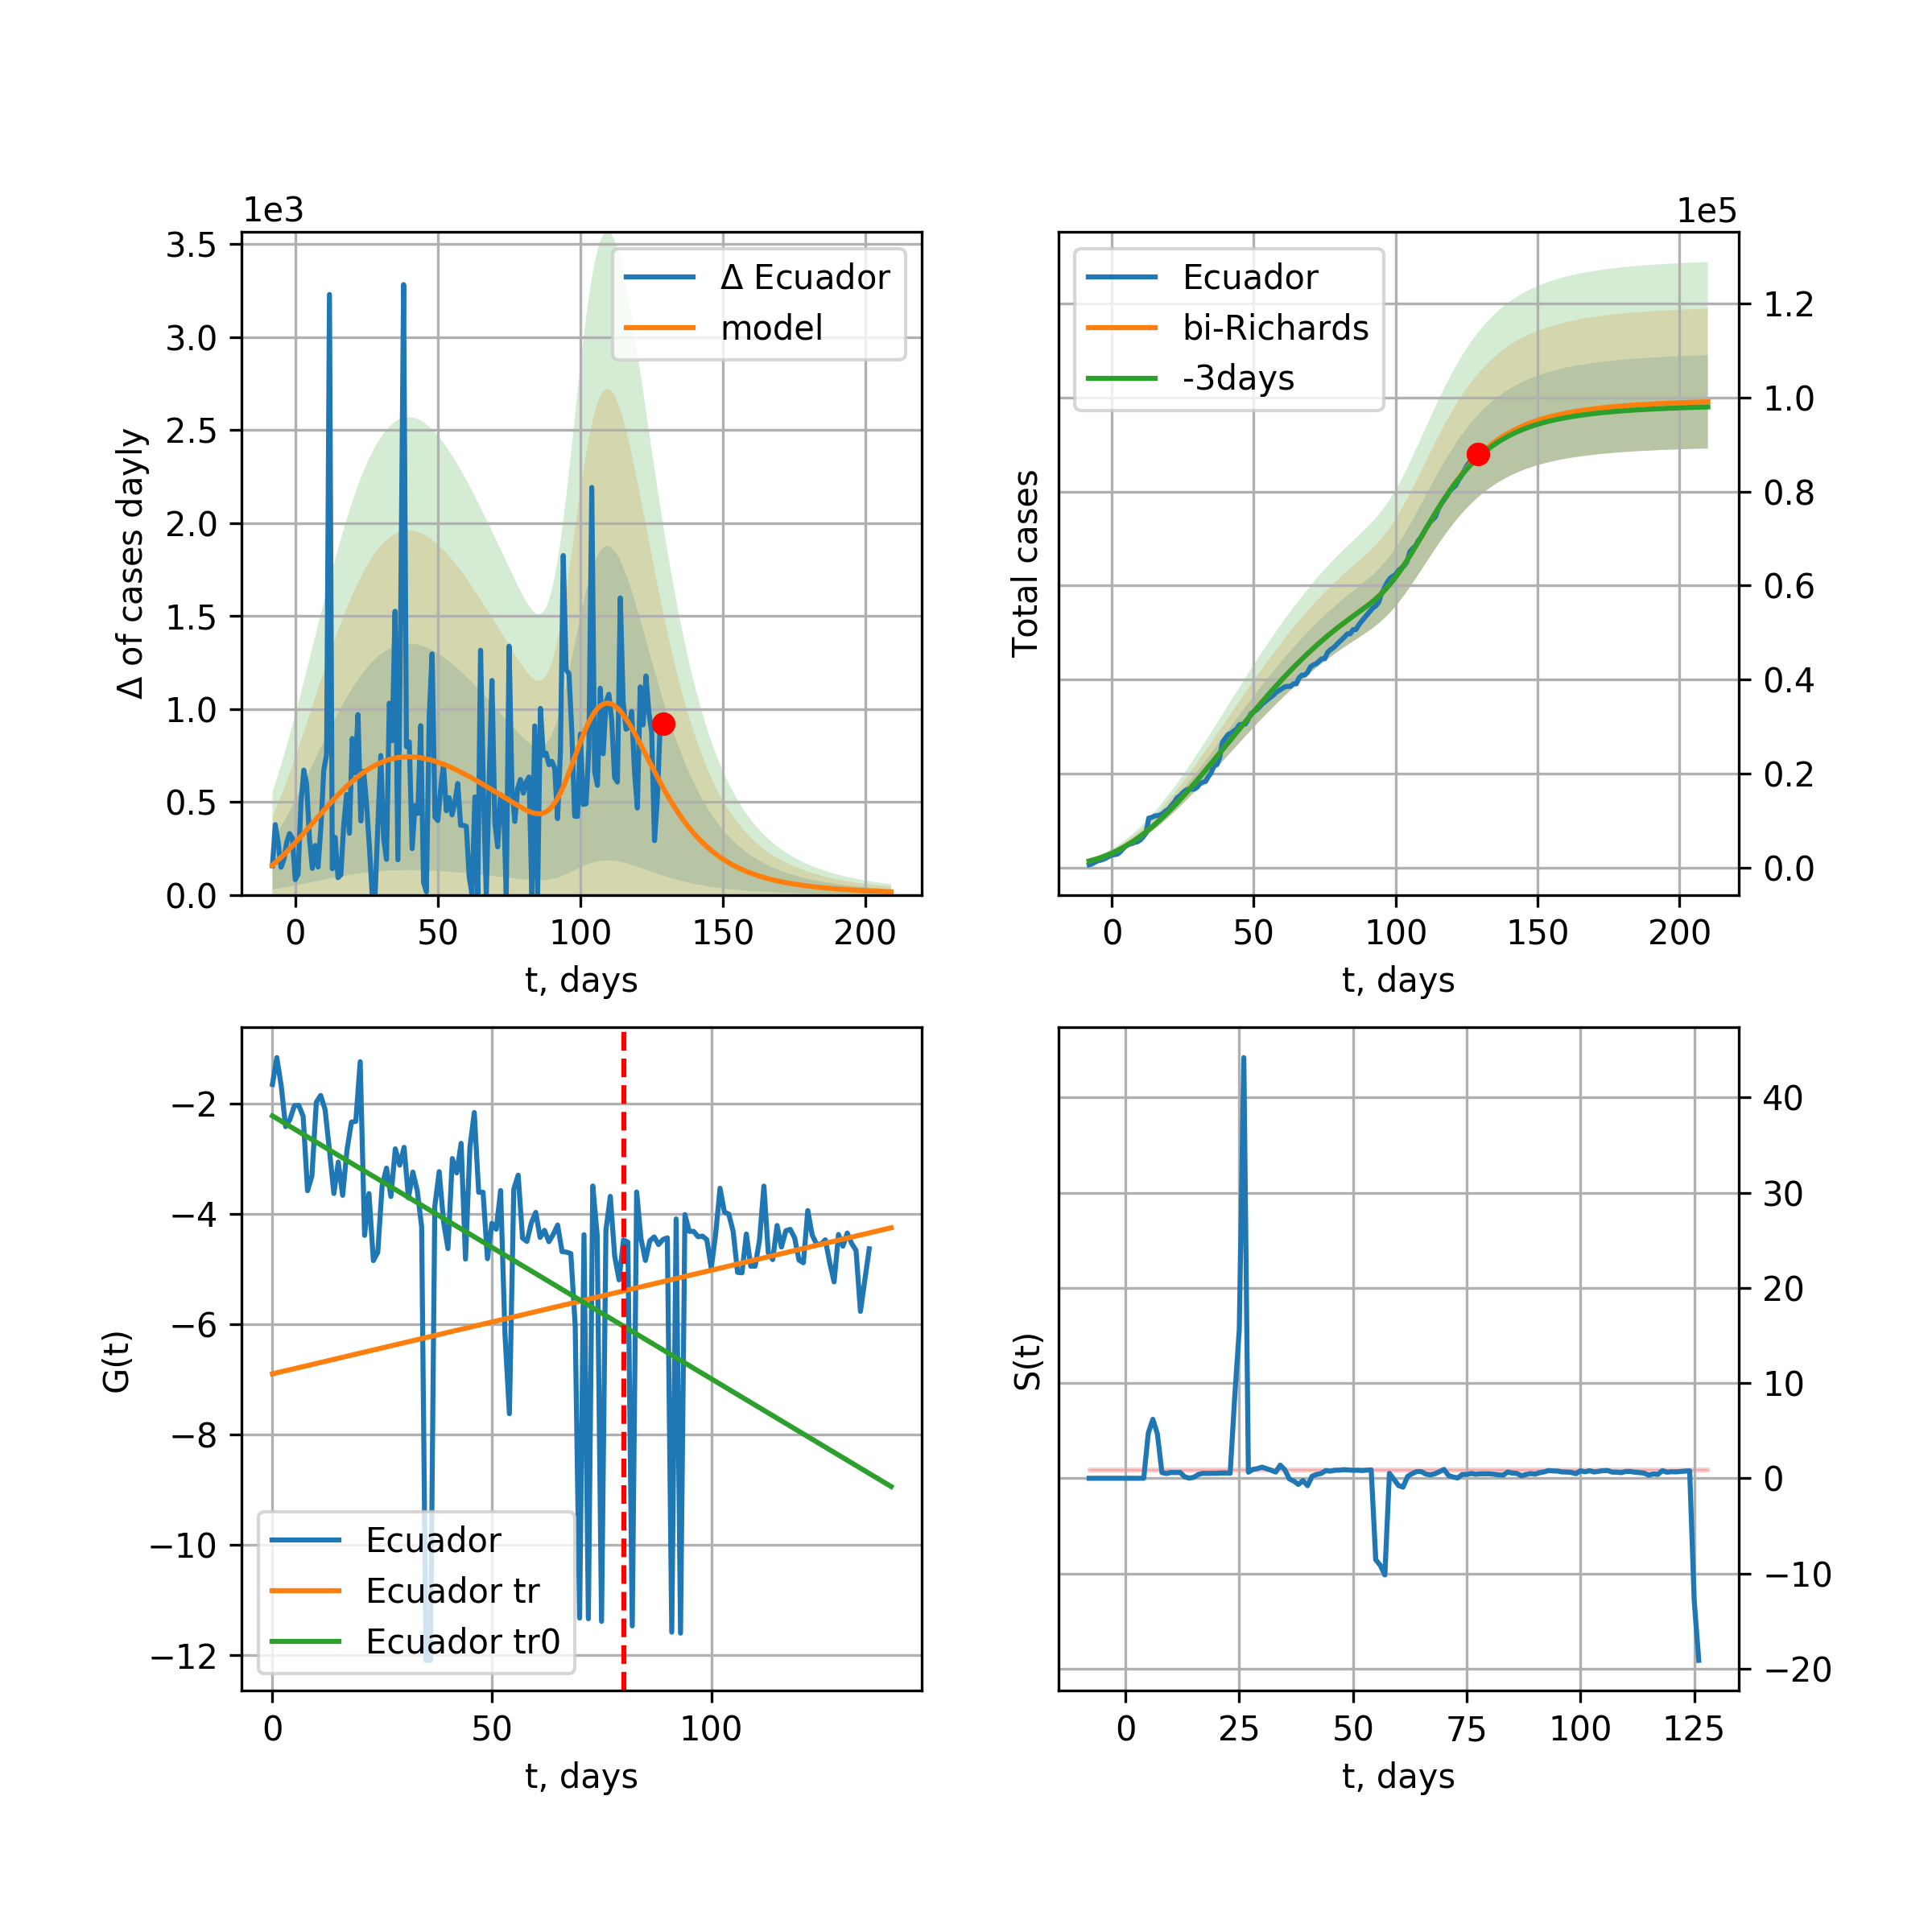 1e3
3.5
3.0
2.5
2.0
1.5
1.0
0.5
0.0
Δ of cases dayly
Δ Ecuador
model
0 50 100 150 200
t, days
1e5
Ecuador
bi-Richards
-3days
Total cases
1.2
1.0
0.8
0.6
0.4
0.2
0.0
0 50 100 150 200
t, days
−2
−4
−6
−8
−10
−12
G(t)
Ecuador
Ecuador tr
Ecuador tr0
0 50 100
t, days
S(t)
40
30
20
10
0
−10
−20
0 25 50 75 100 125
t, days